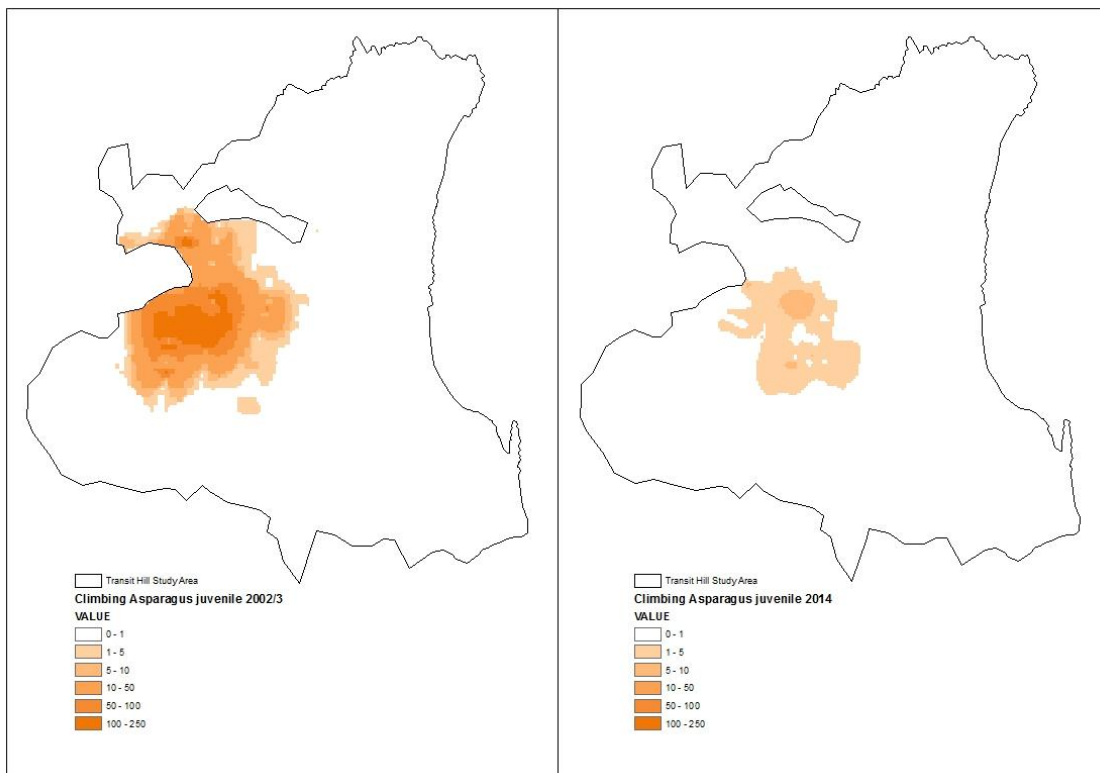 Transit Hill Study Area
Climbing Asparagus juvenile 2002/3
VALUE
0 - 1
1 - 5
5 - 10
10 - 50
50 - 100
100 - 250
Transit Hill Study Area
Climbing Asparagus juvenile 2014
VALUE
0 - 1
1 - 5
5 - 10
10 - 50
50 - 100
100 - 250